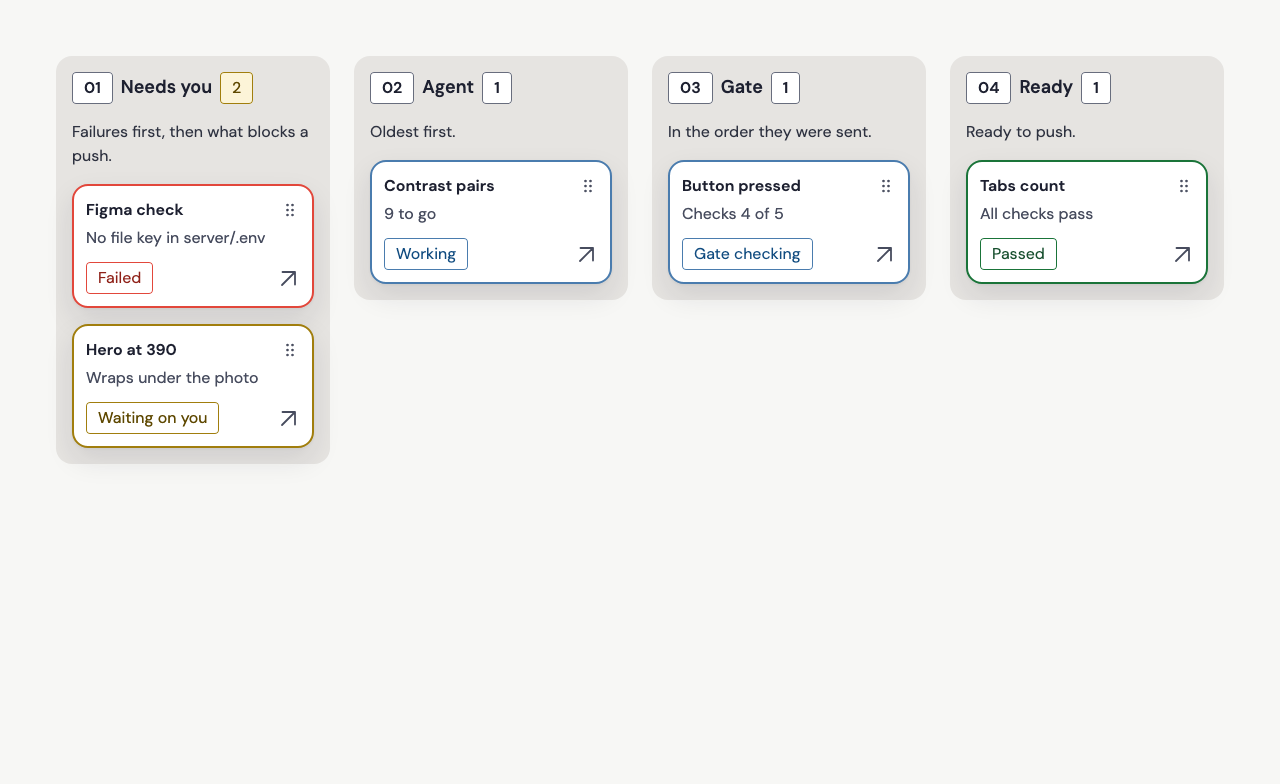 01 Needs you 2
Failures first, then what blocks a
push.
Figma check
No file key in server/.env
Failed
Hero at 390
Wraps under the photo
Waiting on you
02 Agent 1
Oldest first.
Contrast pairs
9 to go
Working
03 Gate 1
In the order they were sent.
Button pressed
Checks 4 of 5
Gate checking
04 Ready 1
Ready to push.
Tabs count
All checks pass
Passed